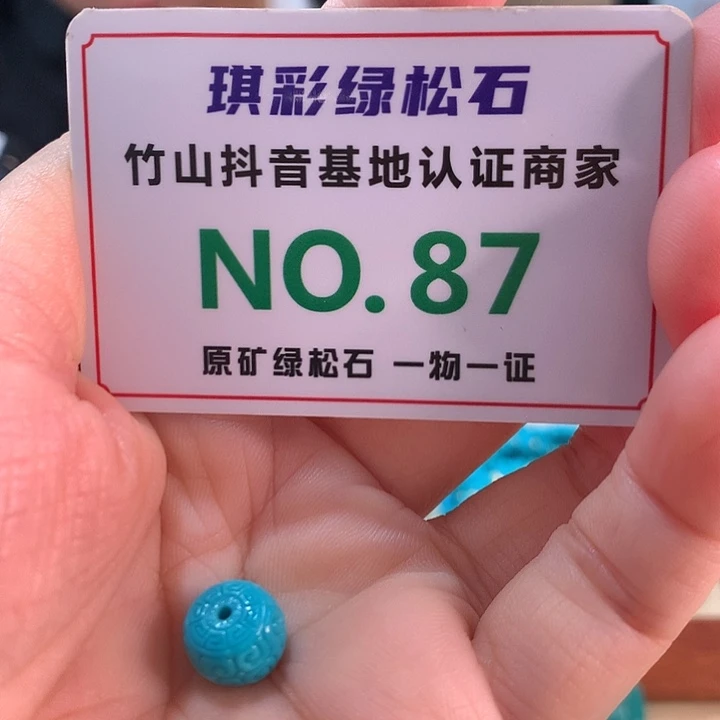 琪彩绿松石
竹山抖音基地认证商家
NO.87
原矿绿松石 一物一证